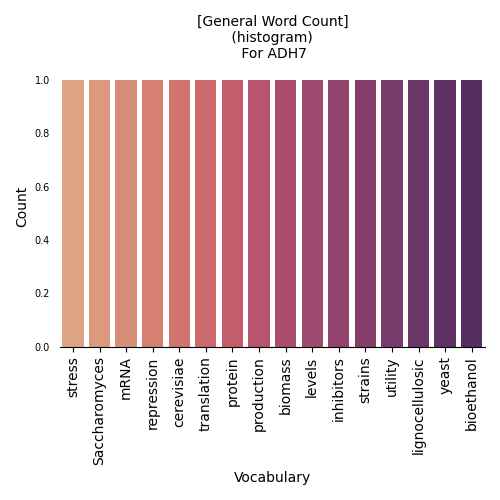 [General Word Count]
(histogram)
For ADH7
1.0
0.8
0.6
0.4
0.2
0.0
Count
stress
Saccharomyces
mRNA
repression
cerevisiae
translation
protein
production
biomass
levels
inhibitors
strains
utility
lignocellulosic
yeast
bioethanol
Vocabulary